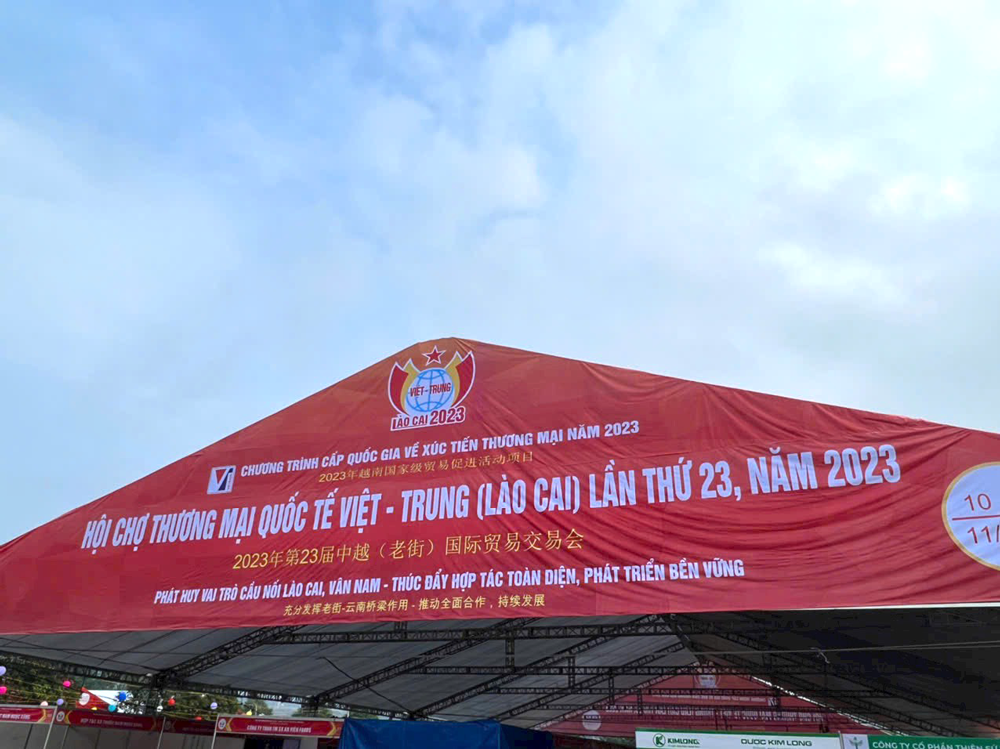 VIỆT - TRUNG
LÀO CAI 2023
CHƯƠNG TRÌNH CẤP QUỐC GIA VỀ XÚC TIẾN THƯƠNG MẠI NĂM 2023
2023年越南国家级贸易促进活动项目
HỘI CHỢ THƯƠNG MẠI QUỐC TẾ VIỆT - TRUNG (LÀO CAI) LẦN THỨ 23, NĂM 2023
2023年第23届中越（老街）国际贸易交易会
10
11/
PHÁT HUY VAI TRÒ CẦU NỐI LÀO CAI, VÂN NAM - THÚC ĐẨY HỢP TÁC TOÀN DIỆN, PHÁT TRIỂN BỀN VỮNG
充分发挥老街-云南桥梁作用 - 推动全面合作，持续发展
KIMLONG
DƯỢC KIM LONG
CÔNG TY CỔ PHẦN THIÊN